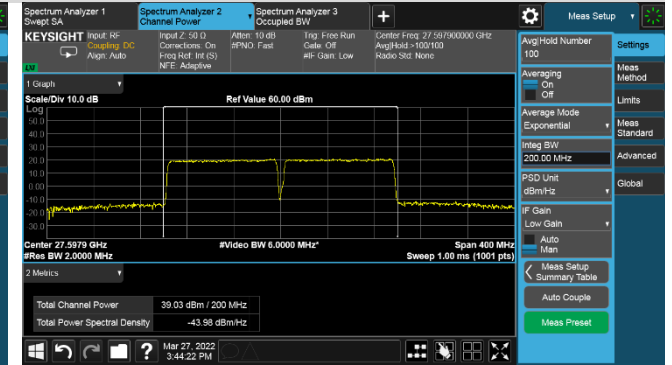 Spectrum Analyzer 1
Swept SA
Spectrum Analyzer 2
Channel Power
Spectrum Analyzer 3
Occupied BW
+
Meas Setup
KEYSIGHT
Input: RF
Coupling: DC
Align: Auto
Input Z: 50 Ω
Corrections: On
Freq Ref: Int (S)
NFE: Adaptive
Atten: 10 dB
#PNO: Fast
Trig: Free Run
Gate: Off
#IF Gain: Low
Center Freq: 27.597900000 GHz
Avg|Hold:>100/100
Radio Std: None
LXI
1 Graph
Scale/Div 10.0 dB
Ref Value 60.00 dBm
Log
50.0
40.0
30.0
20.0
10.0
0.00
-10.0
-20.0
-30.0
Center 27.5979 GHz
#Video BW 6.0000 MHz*
Span 400 MHz
#Res BW 2.0000 MHz
Sweep 1.00 ms (1001 pts)
2 Metrics
Total Channel Power
39.03 dBm / 200 MHz
Total Power Spectral Density
-43.98 dBm/Hz
?
Mar 27, 2022
3:44:22 PM
Avg|Hold Number
100
Averaging
On
Off
Average Mode
Exponential
Integ BW
200.00 MHz
PSD Unit
dBm/Hz
IF Gain
Low Gain
Auto
Man
Meas Setup
Summary Table
Auto Couple
Meas Preset
Settings
Meas
Method
Limits
Meas
Standard
Advanced
Global